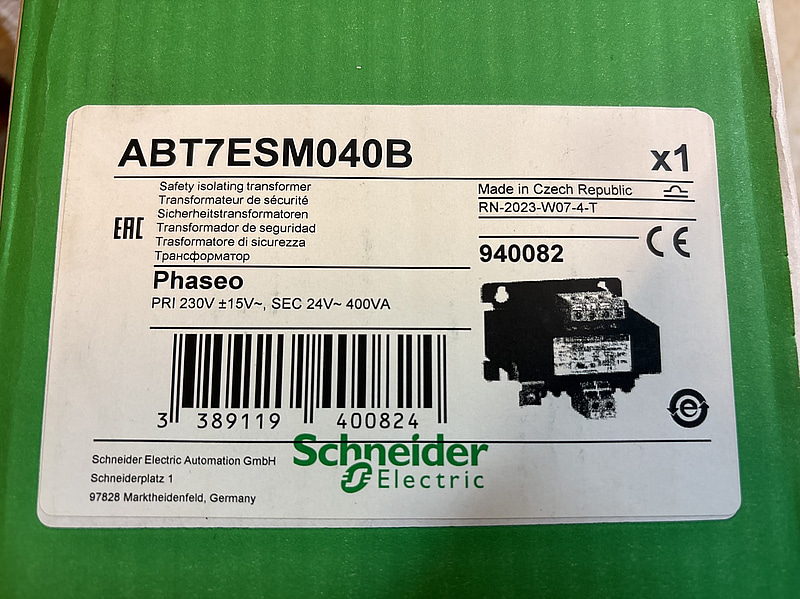 ABT7ESM040B
x1
Safety isolating transformer
Transformateur de sécurité
Sicherheitstransformatoren
Transformador de seguridad
Trasformatore di sicurezza
Трансформатор
EAC
Made in Czech Republic
RN-2023-W07-4-T
940082
CE
Phaseo
PRI 230V ±15V~, SEC 24V~ 400VA
3 389119 400824
Schneider Electric Automation GmbH
Schneiderplatz 1
97828 Marktheidenfeld, Germany
Schneider
Electric
e